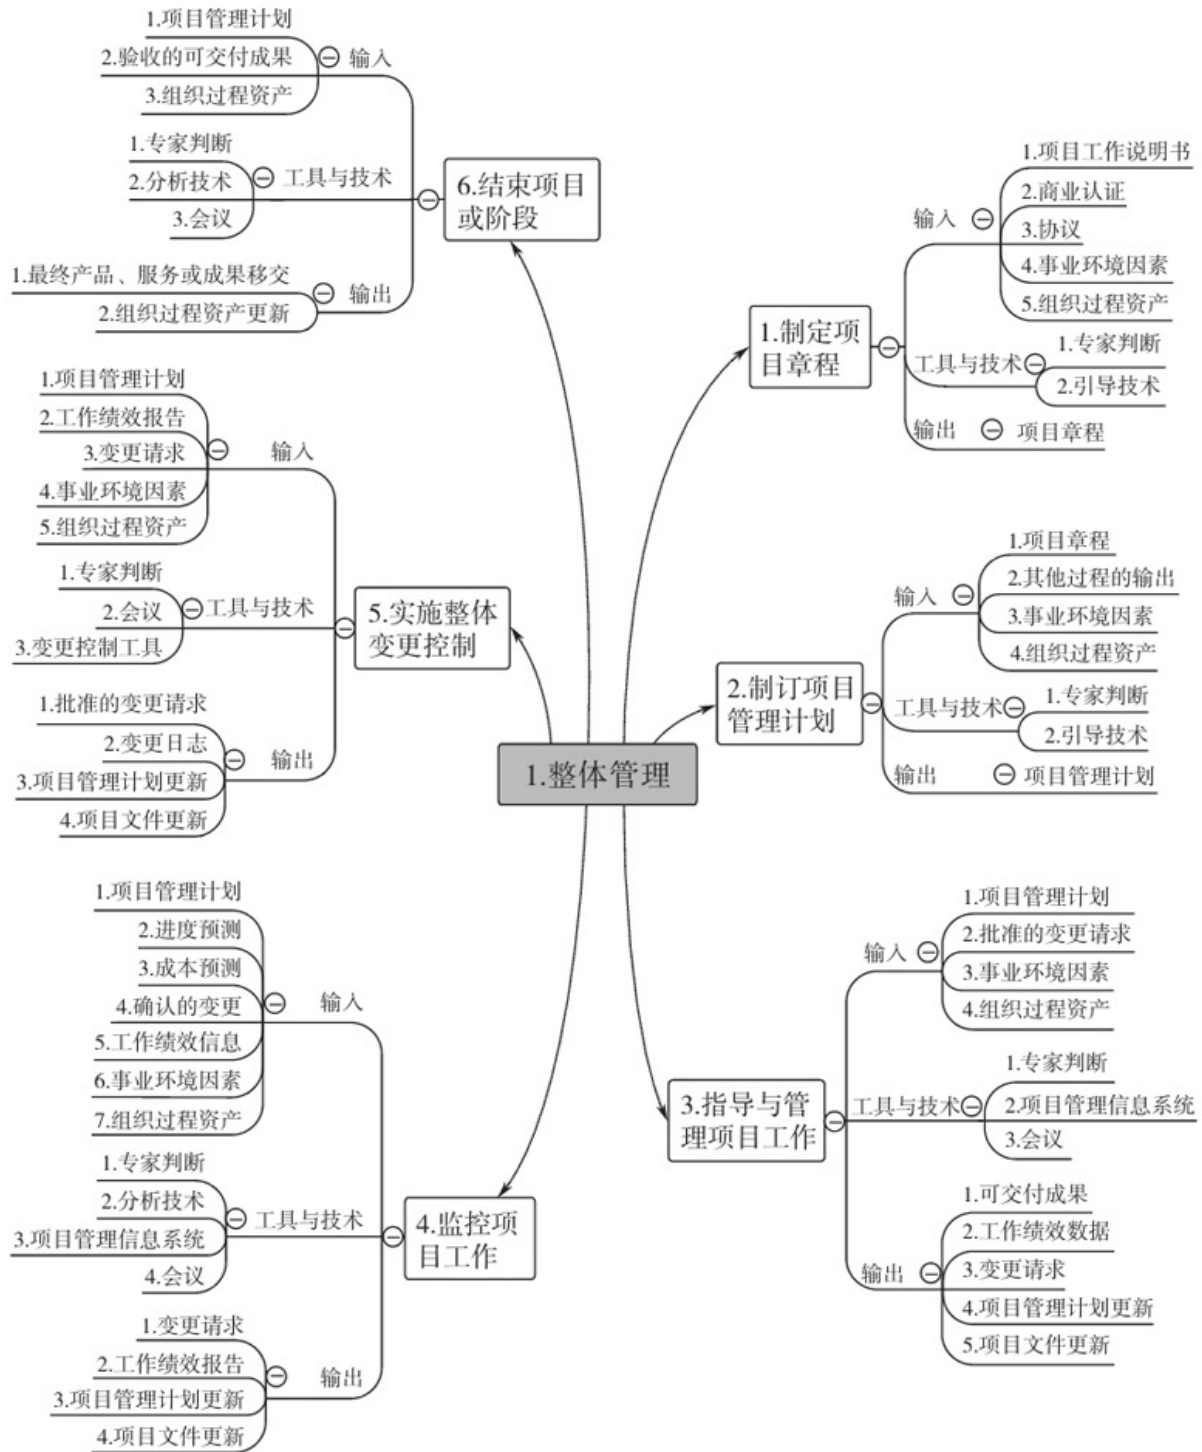 1.整体管理
1.制定项
目章程
输入
1.项目工作说明书
2.商业认证
3.协议
4.事业环境因素
5.组织过程资产
工具与技术
1.专家判断
2.引导技术
输出
项目章程
2.制订项目
管理计划
输入
1.项目章程
2.其他过程的输出
3.事业环境因素
4.组织过程资产
工具与技术
1.专家判断
2.引导技术
输出
项目管理计划
3.指导与管
理项目工作
输入
1.项目管理计划
2.批准的变更请求
3.事业环境因素
4.组织过程资产
工具与技术
1.专家判断
2.项目管理信息系统
3.会议
输出
1.可交付成果
2.工作绩效数据
3.变更请求
4.项目管理计划更新
5.项目文件更新
4.监控项
目工作
输入
1.项目管理计划
2.进度预测
3.成本预测
4.确认的变更
5.工作绩效信息
6.事业环境因素
7.组织过程资产
工具与技术
1.专家判断
2.分析技术
3.项目管理信息系统
4.会议
输出
1.变更请求
2.工作绩效报告
3.项目管理计划更新
4.项目文件更新
5.实施整体
变更控制
输入
1.项目管理计划
2.工作绩效报告
3.变更请求
4.事业环境因素
5.组织过程资产
工具与技术
1.专家判断
2.会议
3.变更控制工具
输出
1.批准的变更请求
2.变更日志
3.项目管理计划更新
4.项目文件更新
6.结束项目
或阶段
输入
1.项目管理计划
2.验收的可交付成果
3.组织过程资产
工具与技术
1.专家判断
2.分析技术
3.会议
输出
1.最终产品、服务或成果移交
2.组织过程资产更新